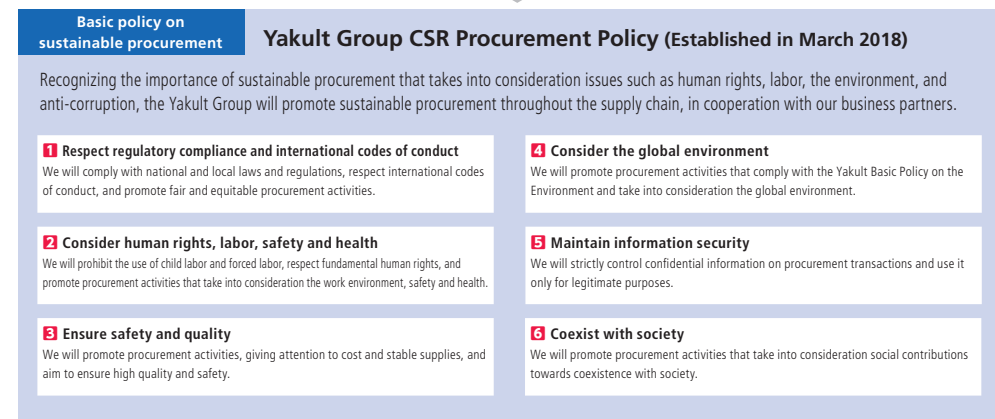 Basic policy on
sustainable procurement
Yakult Group CSR Procurement Policy (Established in March 2018)
Recognizing the importance of sustainable procurement that takes into consideration issues such as human rights, labor, the environment, and
anti-corruption, the Yakult Group will promote sustainable procurement throughout the supply chain, in cooperation with our business partners.
1 Respect regulatory compliance and international codes of conduct
We will comply with national and local laws and regulations, respect international codes
of conduct, and promote fair and equitable procurement activities.
2 Consider human rights, labor, safety and health
We will prohibit the use of child labor and forced labor, respect fundamental human rights, and
promote procurement activities that take into consideration the work environment, safety and health.
3 Ensure safety and quality
We will promote procurement activities, giving attention to cost and stable supplies, and
aim to ensure high quality and safety.
4 Consider the global environment
We will promote procurement activities that comply with the Yakult Basic Policy on the
Environment and take into consideration the global environment.
5 Maintain information security
We will strictly control confidential information on procurement transactions and use it
only for legitimate purposes.
6 Coexist with society
We will promote procurement activities that take into consideration social contributions
towards coexistence with society.